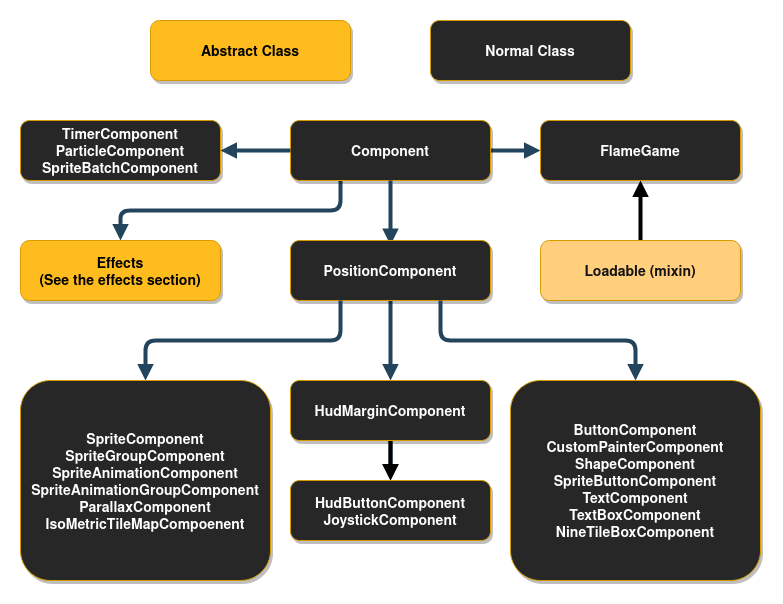 Abstract Class
Normal Class
TimerComponent
ParticleComponent
SpriteBatchComponent
Component
FlameGame
Effects
(See the effects section)
PositionComponent
Loadable (mixin)
SpriteComponent
SpriteGroupComponent
SpriteAnimationComponent
SpriteAnimationGroupComponent
ParallaxComponent
IsoMetricTileMapCompoenent
HudMarginComponent
HudButtonComponent
JoystickComponent
ButtonComponent
CustomPainterComponent
ShapeComponent
SpriteButtonComponent
TextComponent
TextBoxComponent
NineTileBoxComponent